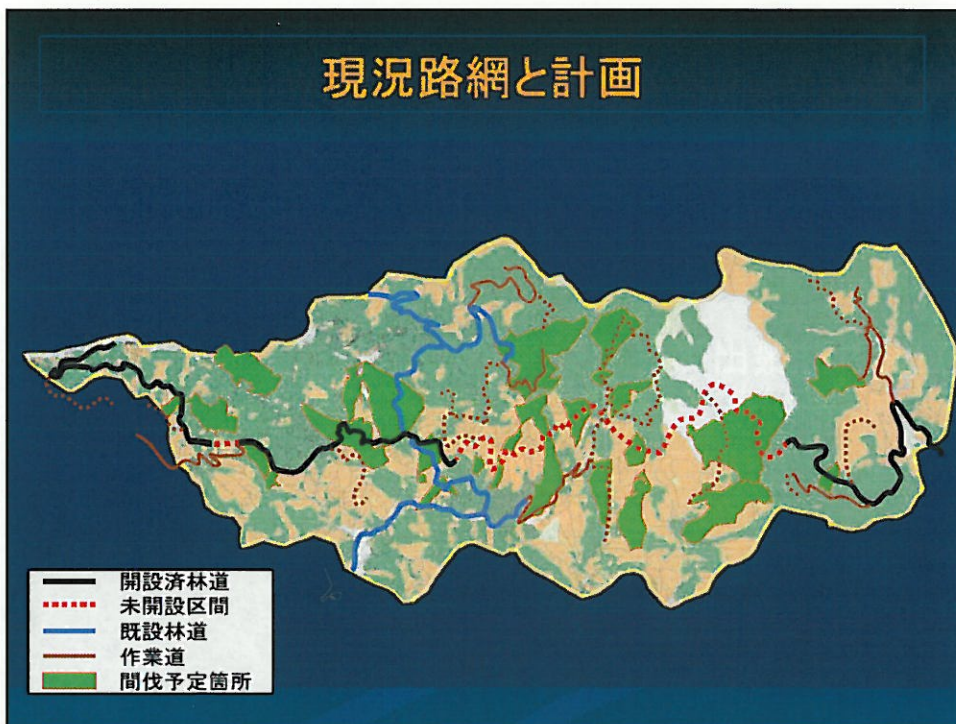 現況路網と計画
開設済林道
未開設区間
既設林道
作業道
間伐予定箇所